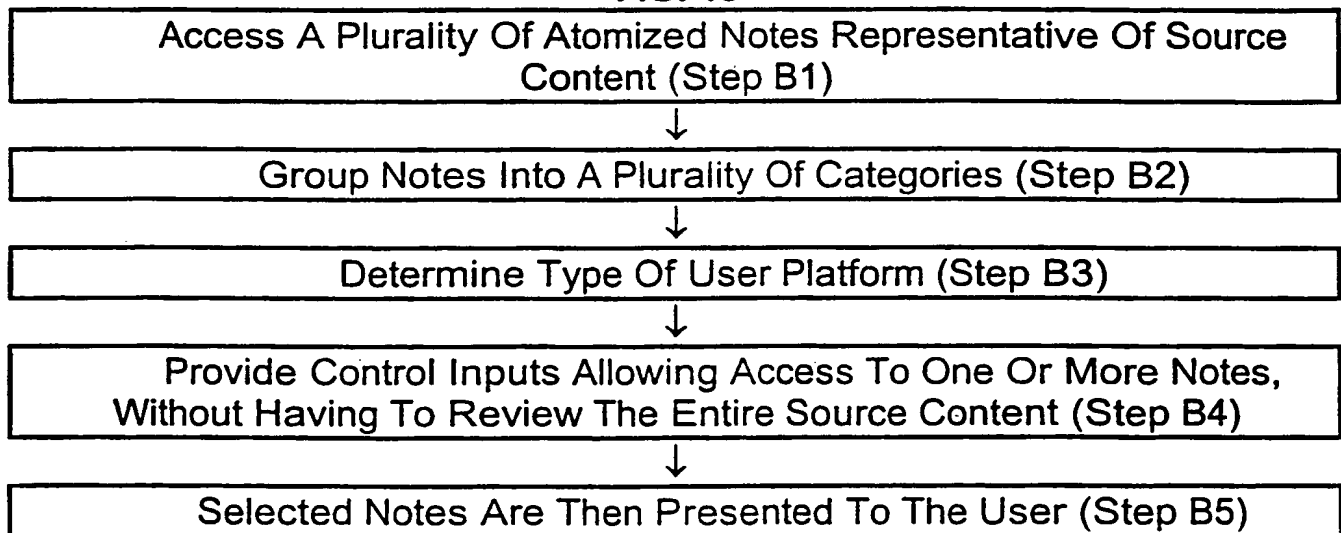 Access A Plurality Of Atomized Notes Representative Of Source
Content (Step B1)
↓
Group Notes Into A Plurality Of Categories (Step B2)
↓
Determine Type Of User Platform (Step B3)
↓
Provide Control Inputs Allowing Access To One Or More Notes,
Without Having To Review The Entire Source Content (Step B4)
↓
Selected Notes Are Then Presented To The User (Step B5)